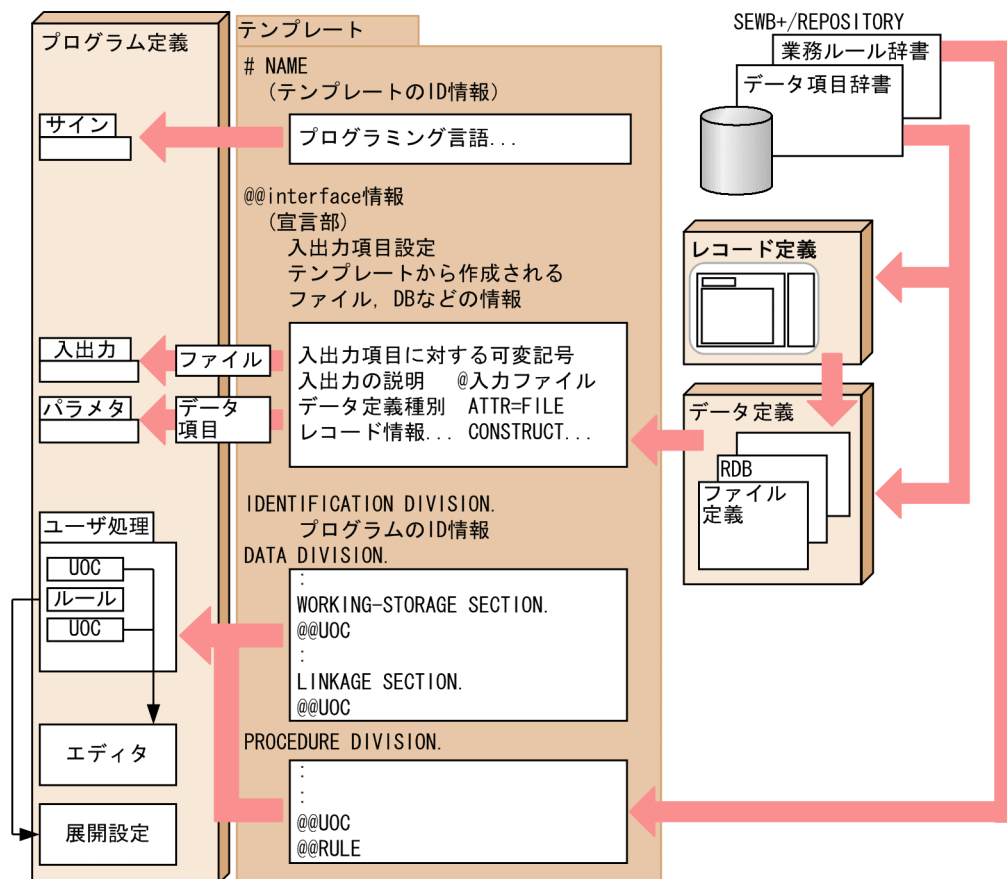 プログラム定義
サイン
入出力
パラメタ
ユーザ処理
UOC
ルール
UOC
エディタ
展開設定
ファイル
データ
項目
テンプレート
# NAME
(テンプレートのID情報)
プログラミング言語...
@@interface情報
(宣言部)
入出力項目設定
テンプレートから作成される
ファイル, DBなどの情報
入出力項目に対する可変記号
入出力の説明 @入力ファイル
データ定義種別 ATTR=FILE
レコード情報... CONSTRUCT...
IDENTIFICATION DIVISION.
プログラムのID情報
DATA DIVISION.
:
WORKING-STORAGE SECTION.
@@UOC
:
LINKAGE SECTION.
@@UOC
PROCEDURE DIVISION.
:
:
@@UOC
@@RULE
SEWB+/REPOSITORY
業務ルール辞書
データ項目辞書
レコード定義
データ定義
RDB
ファイル
定義